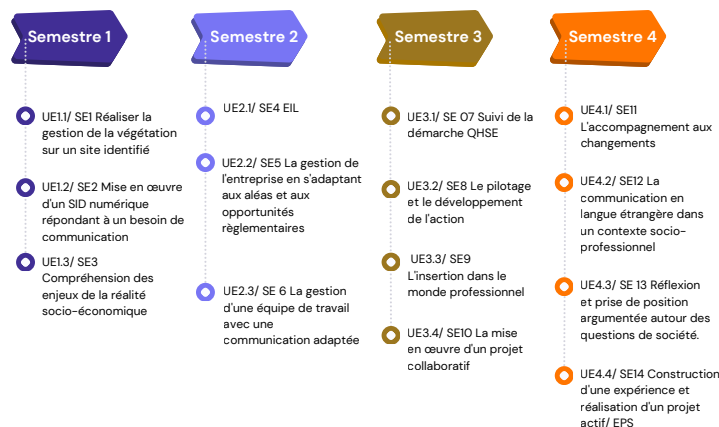 Semestre 1
UE1.1/ SE1 Réaliser la
gestion de la végétation
sur un site identifié
UE1.2/ SE2 Mise en œuvre
d'un SID numérique
répondant à un besoin de
communication
UE1.3/ SE3
Compréhension des
enjeux de la réalité
socio-économique
Semestre 2
UE2.1/ SE4 EIL
UE2.2/ SE5 La gestion de
l'entreprise en s'adaptant
aux aléas et aux
opportunités
règlementaires
UE2.3/ SE 6 La gestion
d'une équipe de travail
avec une
communication adaptée
Semestre 3
UE3.1/ SE 07 Suivi de la
démarche QHSE
UE3.2/ SE8 Le pilotage
et le développement
de l'action
UE3.3/ SE9
L'insertion dans le
monde professionnel
UE3.4/ SE10 La mise
en œuvre d'un projet
collaboratif
Semestre 4
UE4.1/ SE11
L'accompagnement aux
changements
UE4.2/ SE12 La
communication en
langue étrangère dans
un contexte socio-
professionnel
UE4.3/ SE 13 Réflexion
et prise de position
argumentée autour des
questions de société.
UE4.4/ SE14 Construction
d'une expérience et
réalisation d'un projet
actif/ EPS